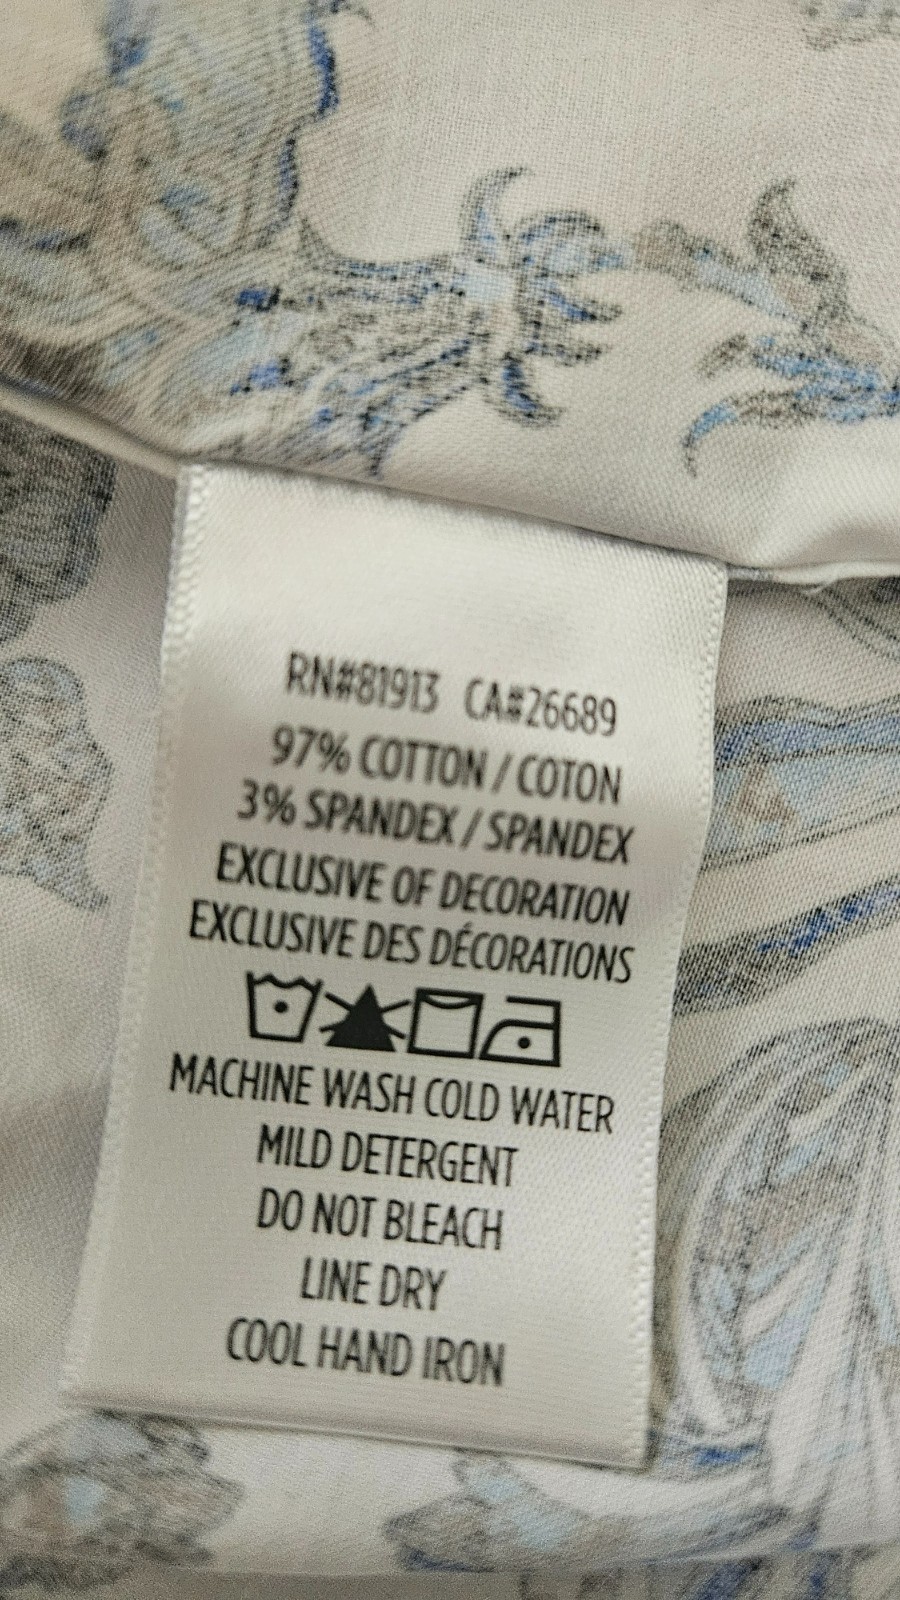 RN#81913 CA#26689
97% COTTON / COTON
3% SPANDEX / SPANDEX
EXCLUSIVE OF DECORATION
EXCLUSIVE DES DÉCORATIONS
MACHINE WASH COLD WATER
MILD DETERGENT
DO NOT BLEACH
LINE DRY
COOL HAND IRON